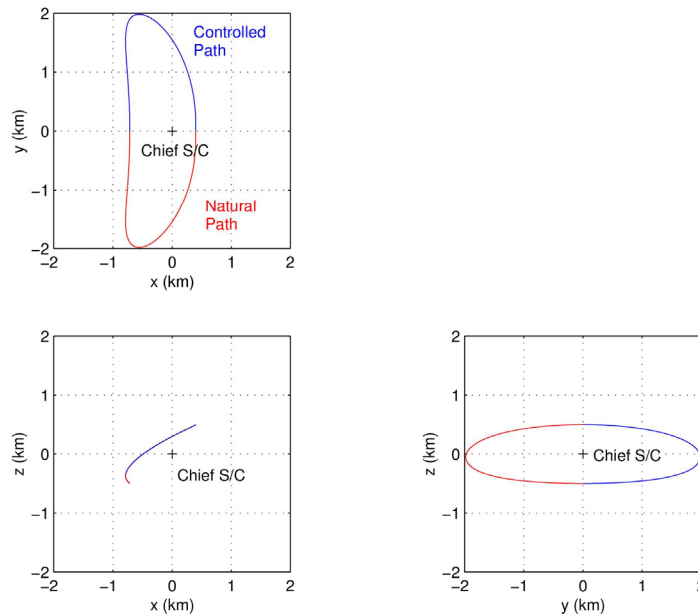 2
Controlled
Path
1
y (km)
0
Chief S/C
−1
Natural
Path
−2
−2
−1
0
1
2
x (km)
2
1
z (km)
0
Chief S/C
−1
−2
−2
−1
0
1
2
x (km)
2
1
z (km)
0
Chief S/C
−1
−2
−2
−1
0
1
2
y (km)